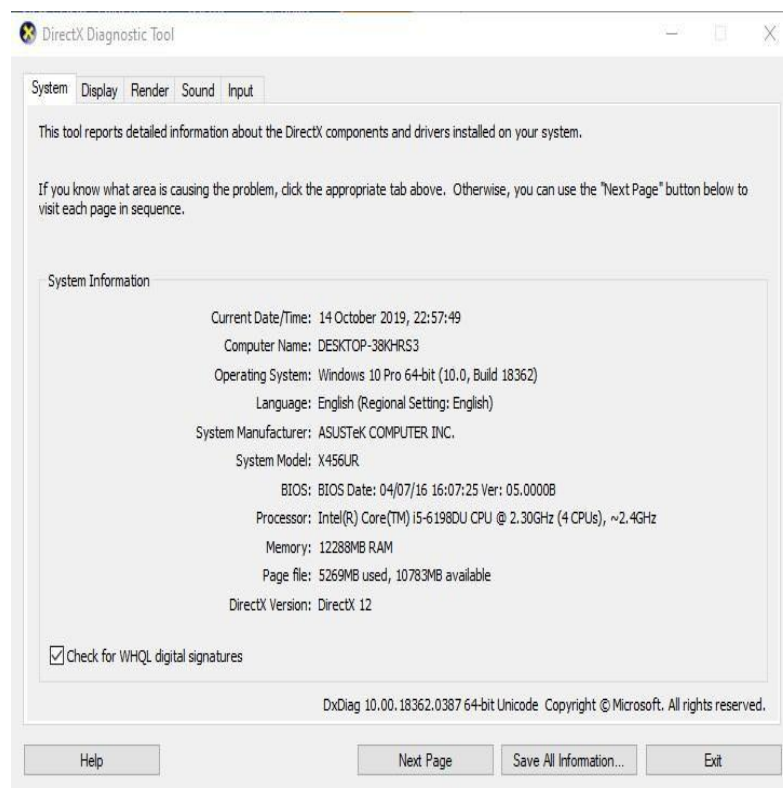 DirectX Diagnostic Tool
System Display Render Sound Input
This tool reports detailed information about the DirectX components and drivers installed on your system.
If you know what area is causing the problem, click the appropriate tab above. Otherwise, you can use the "Next Page" button below to
visit each page in sequence.
System Information
Current Date/Time: 14 October 2019, 22:57:49
Computer Name: DESKTOP-38KHRS3
Operating System: Windows 10 Pro 64-bit (10.0, Build 18362)
Language: English (Regional Setting: English)
System Manufacturer: ASUSTeK COMPUTER INC.
System Model: X456UR
BIOS: BIOS Date: 04/07/16 16:07:25 Ver: 05.0000B
Processor: Intel(R) Core(TM) i5-6198DU CPU @ 2.30GHz (4 CPUs), ~2.4GHz
Memory: 12288MB RAM
Page file: 5269MB used, 10783MB available
DirectX Version: DirectX 12
Check for WHQL digital signatures
DxDiag 10.00.18362.0387 64-bit Unicode Copyright © Microsoft. All rights reserved.
Help Next Page Save All Information... Exit